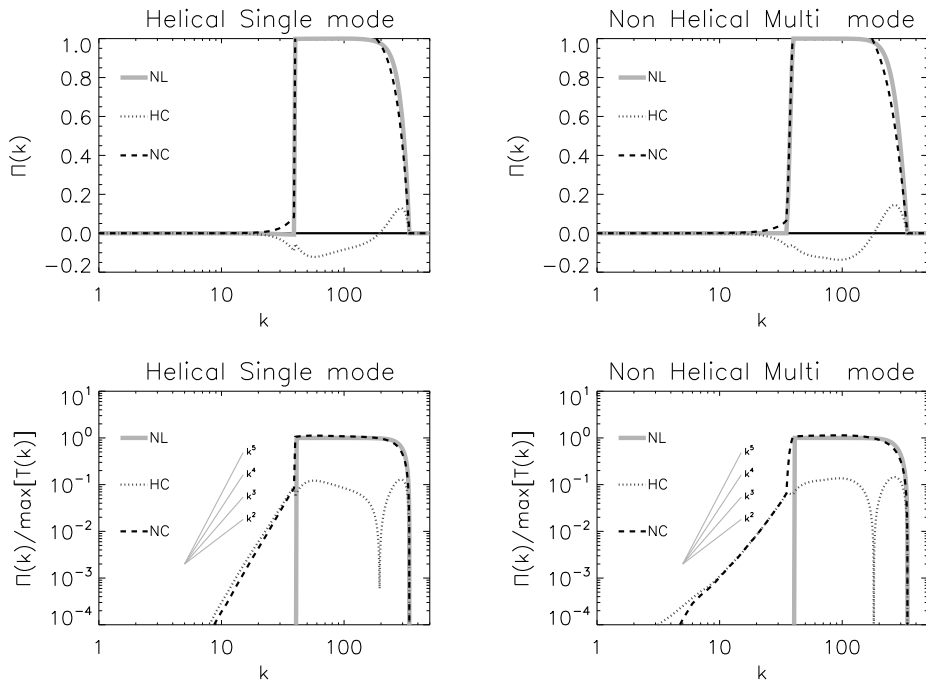 Helical Single mode
1.0
0.8
0.6
0.4
0.2
0.0
−0.2
Π(k)
NL
HC
NC
1 10 100
k
Non Helical Multi mode
1.0
0.8
0.6
0.4
0.2
0.0
−0.2
Π(k)
NL
HC
NC
1 10 100
k
Helical Single mode
10¹
10⁰
10⁻¹
10⁻²
10⁻³
10⁻⁴
Π(k)/max[T(k)]
NL
HC
NC
k⁵
k⁴
k³
k²
1 10 100
k
Non Helical Multi mode
10¹
10⁰
10⁻¹
10⁻²
10⁻³
10⁻⁴
Π(k)/max[T(k)]
NL
HC
NC
k⁵
k⁴
k³
k²
1 10 100
k